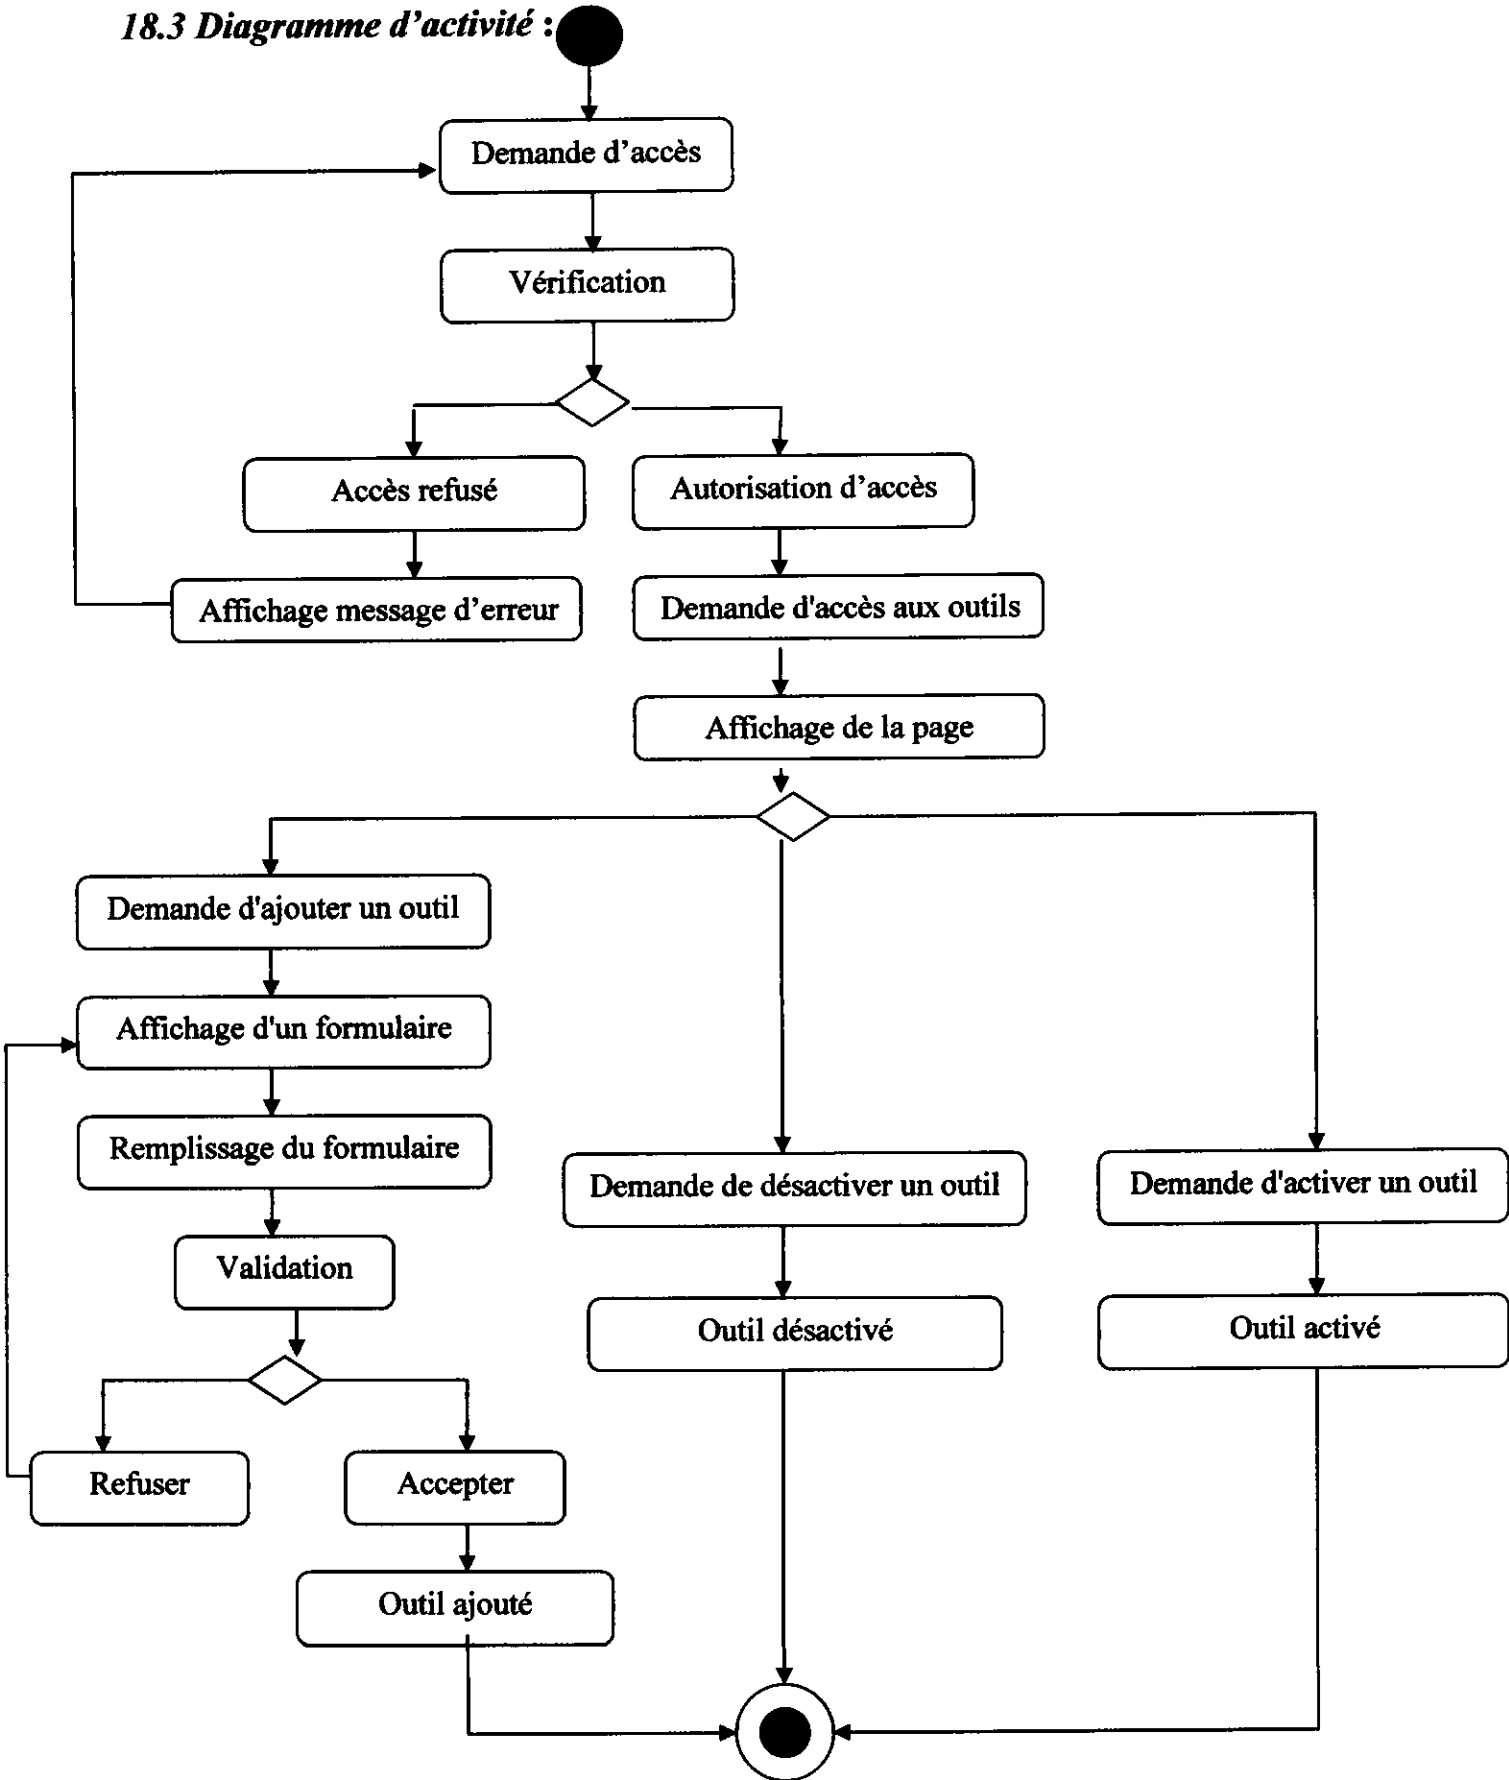 18.3 Diagramme d’activité :
Demande d’accès
Vérification
Accès refusé
Autorisation d’accès
Affichage message d’erreur
Demande d'accès aux outils
Affichage de la page
Demande d'ajouter un outil
Affichage d'un formulaire
Remplissage du formulaire
Demande de désactiver un outil
Demande d'activer un outil
Validation
Outil désactivé
Outil activé
Refuser
Accepter
Outil ajouté